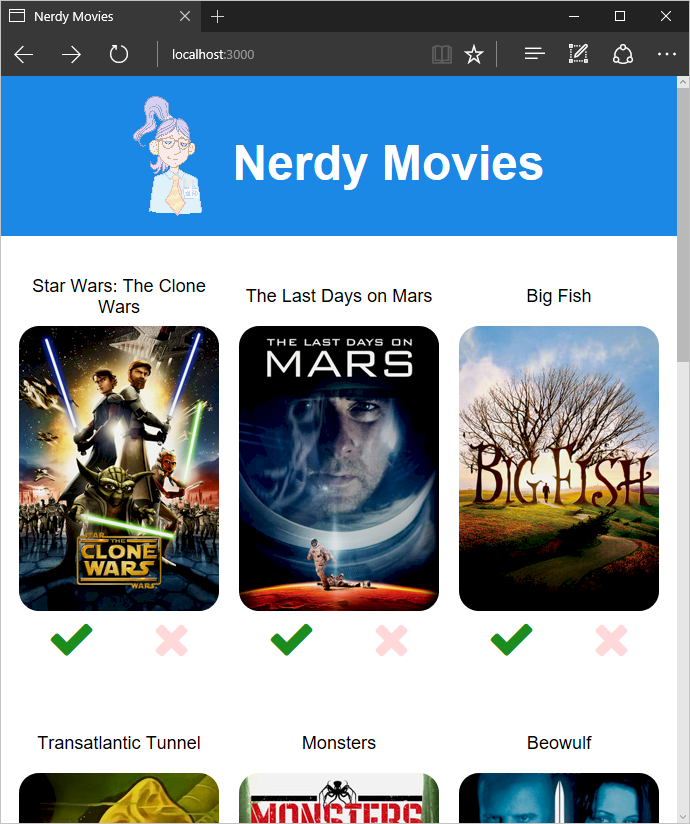 Nerdy Movies
localhost:3000
Nerdy Movies
Star Wars: The Clone
Wars
The Last Days on Mars
Big Fish
THE LAST DAYS ON
MARS
BIG FISH
STAR
THE
CLONE
WARS
WARS
Transatlantic Tunnel
Monsters
Beowulf
MONSTERS